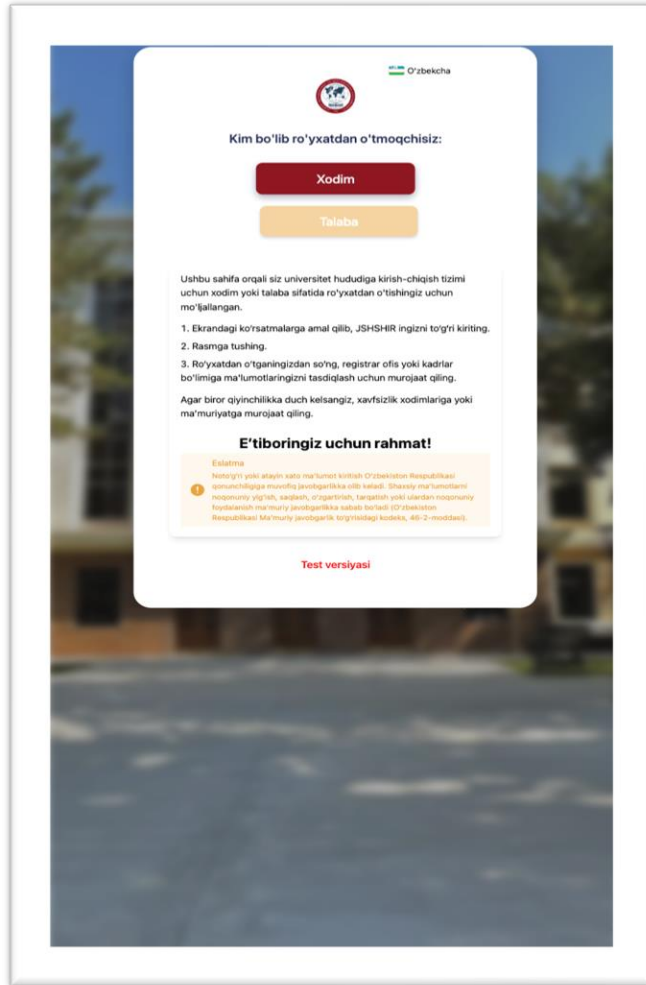 O'zbekcha
Kim bo'lib ro'yxatdan o'tmoqchisiz:
Xodim
Talaba
Ushbu sahifa orqali siz universitet hududiga kirish-chiqish tizimi
uchun xodim yoki talaba sifatida ro'yxatdan o'tishingiz uchun
mo'ljallangan.
1. Ekrandagi ko'rsatmalarga amal qilib, JSHSHIR ingizni to'g'ri kiriting.
2. Rasmga tushing.
3. Ro'yxatdan o'tganingizdan so'ng, registrar ofis yoki kadrlar
bo'limiga ma'lumotlaringizni tasdiqlash uchun murojaat qiling.
Agar biror qiyinchilikka duch kelsangiz, xavfsizlik xodimlariga yoki
ma'muriyatga murojaat qiling.
E'tiboringiz uchun rahmat!
Eslatma
Noto'g'ri yoki atayin xato ma'lumot kiritish O'zbekiston Respublikasi
qonunchiligiga muvofiq javobgarlikka olib keladi. Shaxsiy ma'lumotlarni
noqonuniy yig'ish, saqlash, o'zgartirish, tarqatish yoki ulardan noqonuniy
foydalanish ma'muriy javobgarlikka sabab bo'ladi (O'zbekiston
Respublikasi Ma'muriy javobgarlik to'g'risidagi kodeks, 46-2-moddasi).
Test versiyasi